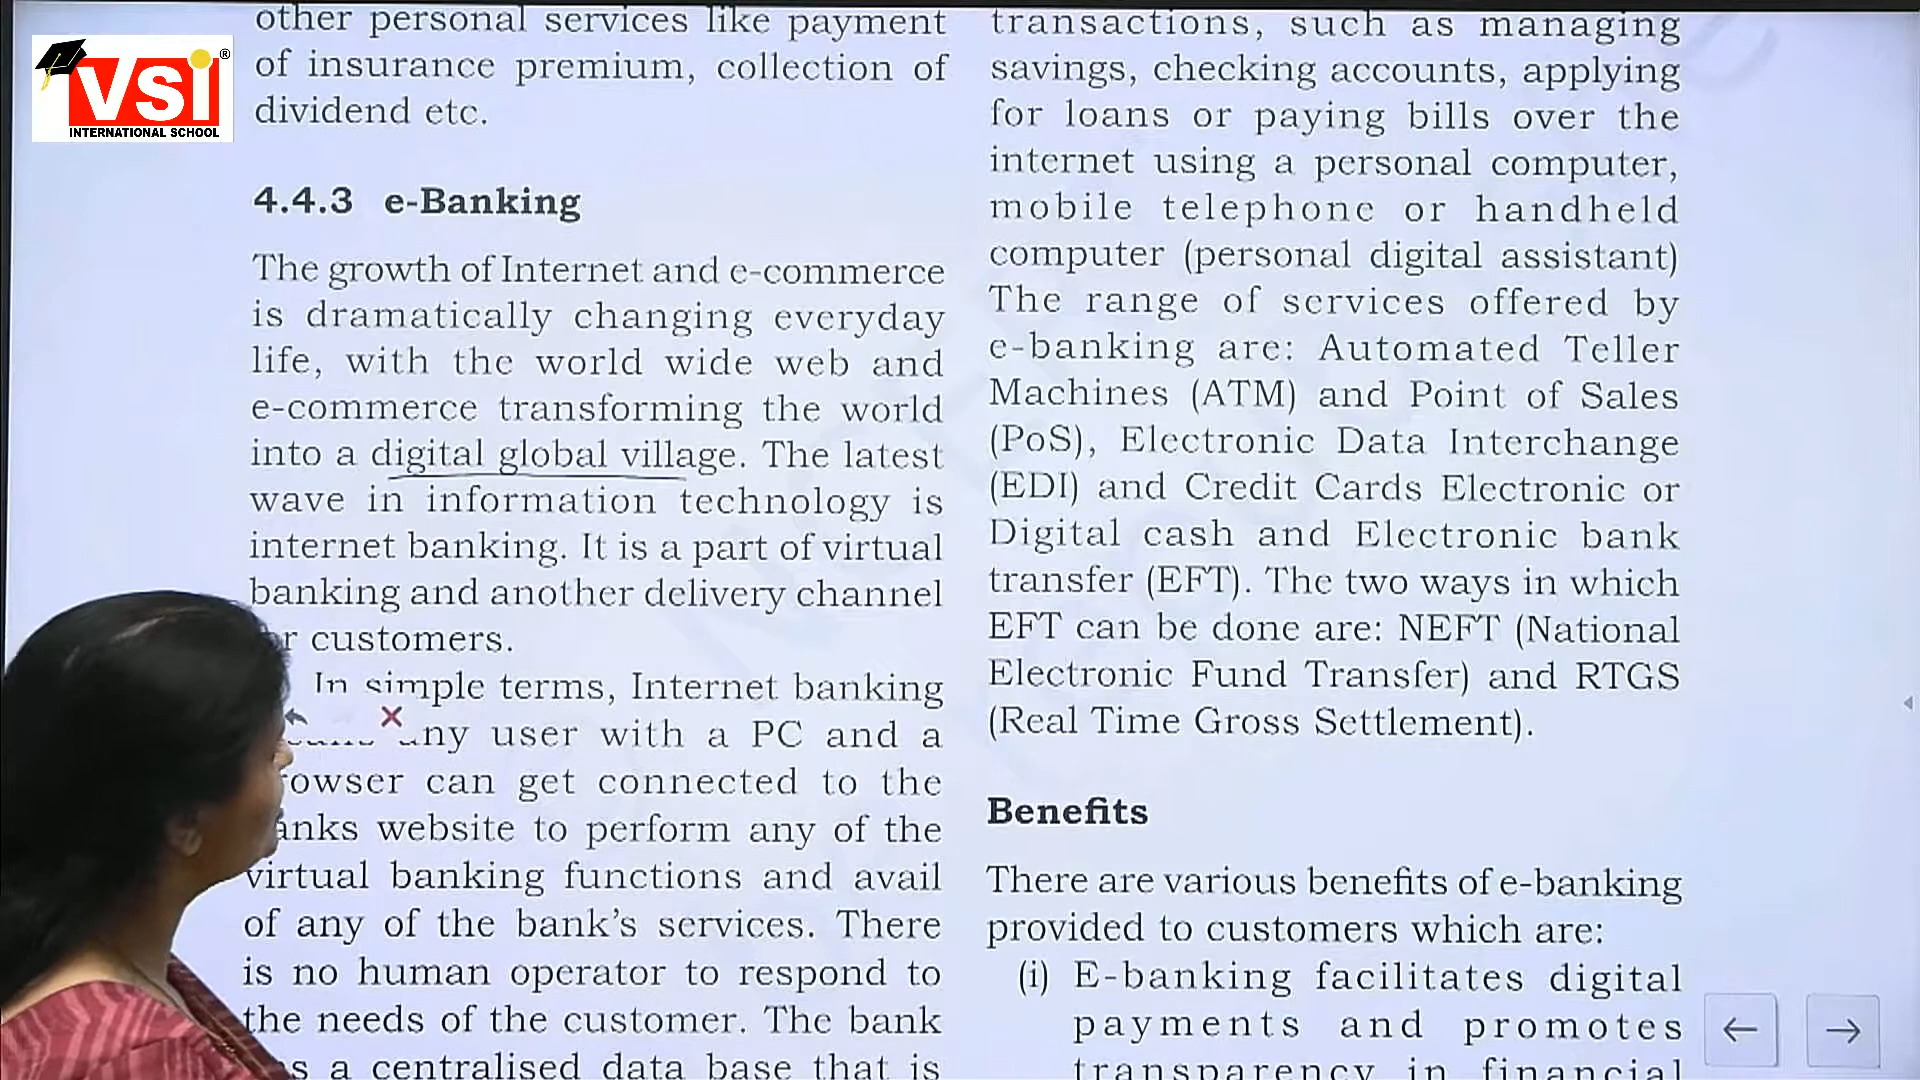 VSI
®
INTERNATIONAL SCHOOL
other personal services like payment
of insurance premium, collection of
dividend etc.
4.4.3 e-Banking
The growth of Internet and e-commerce
is dramatically changing everyday
life, with the world wide web and
e-commerce transforming the world
into a digital global village. The latest
wave in information technology is
internet banking. It is a part of virtual
banking and another delivery channel
customers.
In simple terms, Internet banking
user with a PC and a
can get connected to the
website to perform any of the
virtual banking functions and avail
of any of the bank's services. There
is no human operator to respond to
the needs of the customer. The bank
a centralised data base that is
transactions, such as managing
savings, checking accounts, applying
for loans or paying bills over the
internet using a personal computer,
mobile telephone or handheld
computer (personal digital assistant)
The range of services offered by
e-banking are: Automated Teller
Machines (ATM) and Point of Sales
(PoS), Electronic Data Interchange
(EDI) and Credit Cards Electronic or
Digital cash and Electronic bank
transfer (EFT). The two ways in which
EFT can be done are: NEFT (National
Electronic Fund Transfer) and RTGS
(Real Time Gross Settlement).
Benefits
There are various benefits of e-banking
provided to customers which are:
(i) E-banking facilitates digital
payments and promotes
transparency in financial